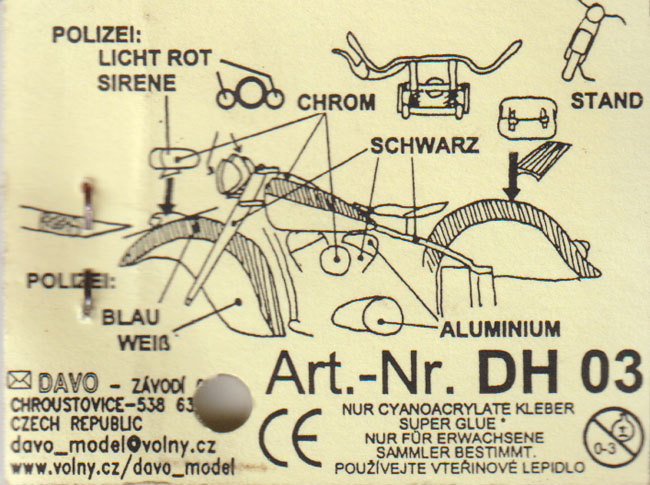 POLIZEI:
LICHT ROT
SIRENE
CHROM
STAND
SCHWARZ
POLIZEI:
BLAU
WEIß
ALUMINIUM
Art.-Nr. DH 03
DAVO - ZÁVODÍ
CHROUSTOVICE-538 63
CZECH REPUBLIC
davo_model@volny.cz
www.volny.cz/davo_model
CE
NUR CYANOACRYLATE KLEBER
SUPER GLUE *
NUR FÜR ERWACHSENE
SAMMLER BESTIMMT.
POUŽÍVEJTE VTEŘINOVÉ LEPIDLO
0-3